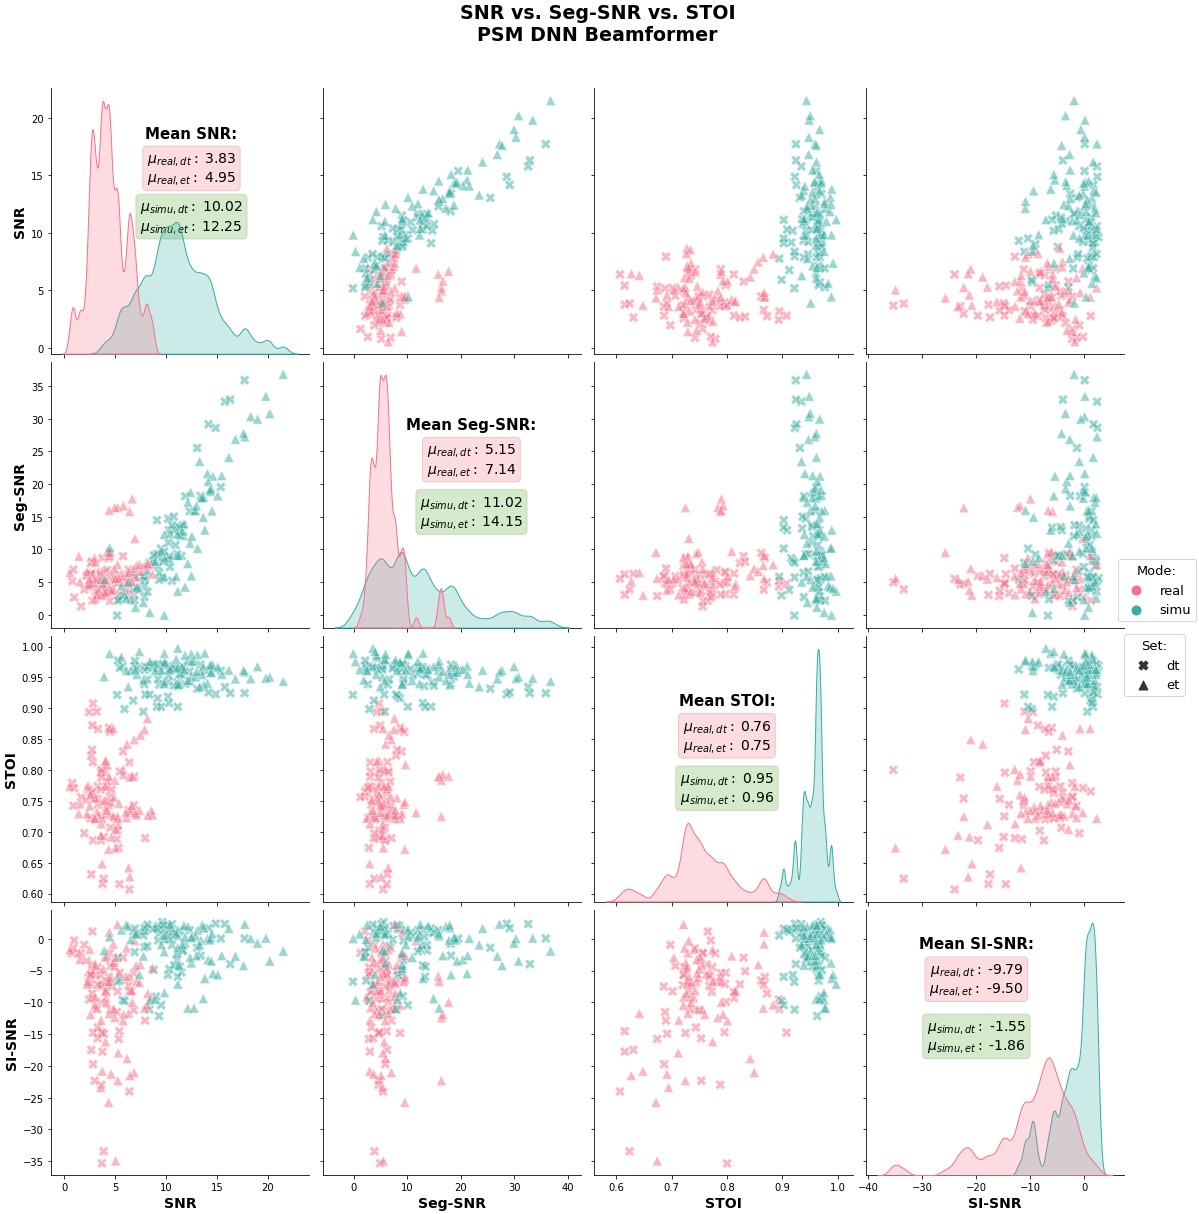 SNR vs. Seg-SNR vs. STOI
PSM DNN Beamformer
SNR
20
15
10
5
0
Mean SNR:
μreal,dt : 3.83
μreal,et : 4.95
μsimu,dt : 10.02
μsimu,et : 12.25
Seg-SNR
35
30
25
20
15
10
5
0
Mean Seg-SNR:
μreal,dt : 5.15
μreal,et : 7.14
μsimu,dt : 11.02
μsimu,et : 14.15
Mode:
real
simu
Set:
dt
et
STOI
1.00
0.95
0.90
0.85
0.80
0.75
0.70
0.65
0.60
Mean STOI:
μreal,dt : 0.76
μreal,et : 0.75
μsimu,dt : 0.95
μsimu,et : 0.96
SI-SNR
0
−5
−10
−15
−20
−25
−30
−35
Mean SI-SNR:
μreal,dt : -9.79
μreal,et : -9.50
μsimu,dt : -1.55
μsimu,et : -1.86
0 5 10 15 20
0 10 20 30 40
0.6 0.7 0.8 0.9 1.0
−40 −30 −20 −10 0
SNR
Seg-SNR
STOI
SI-SNR